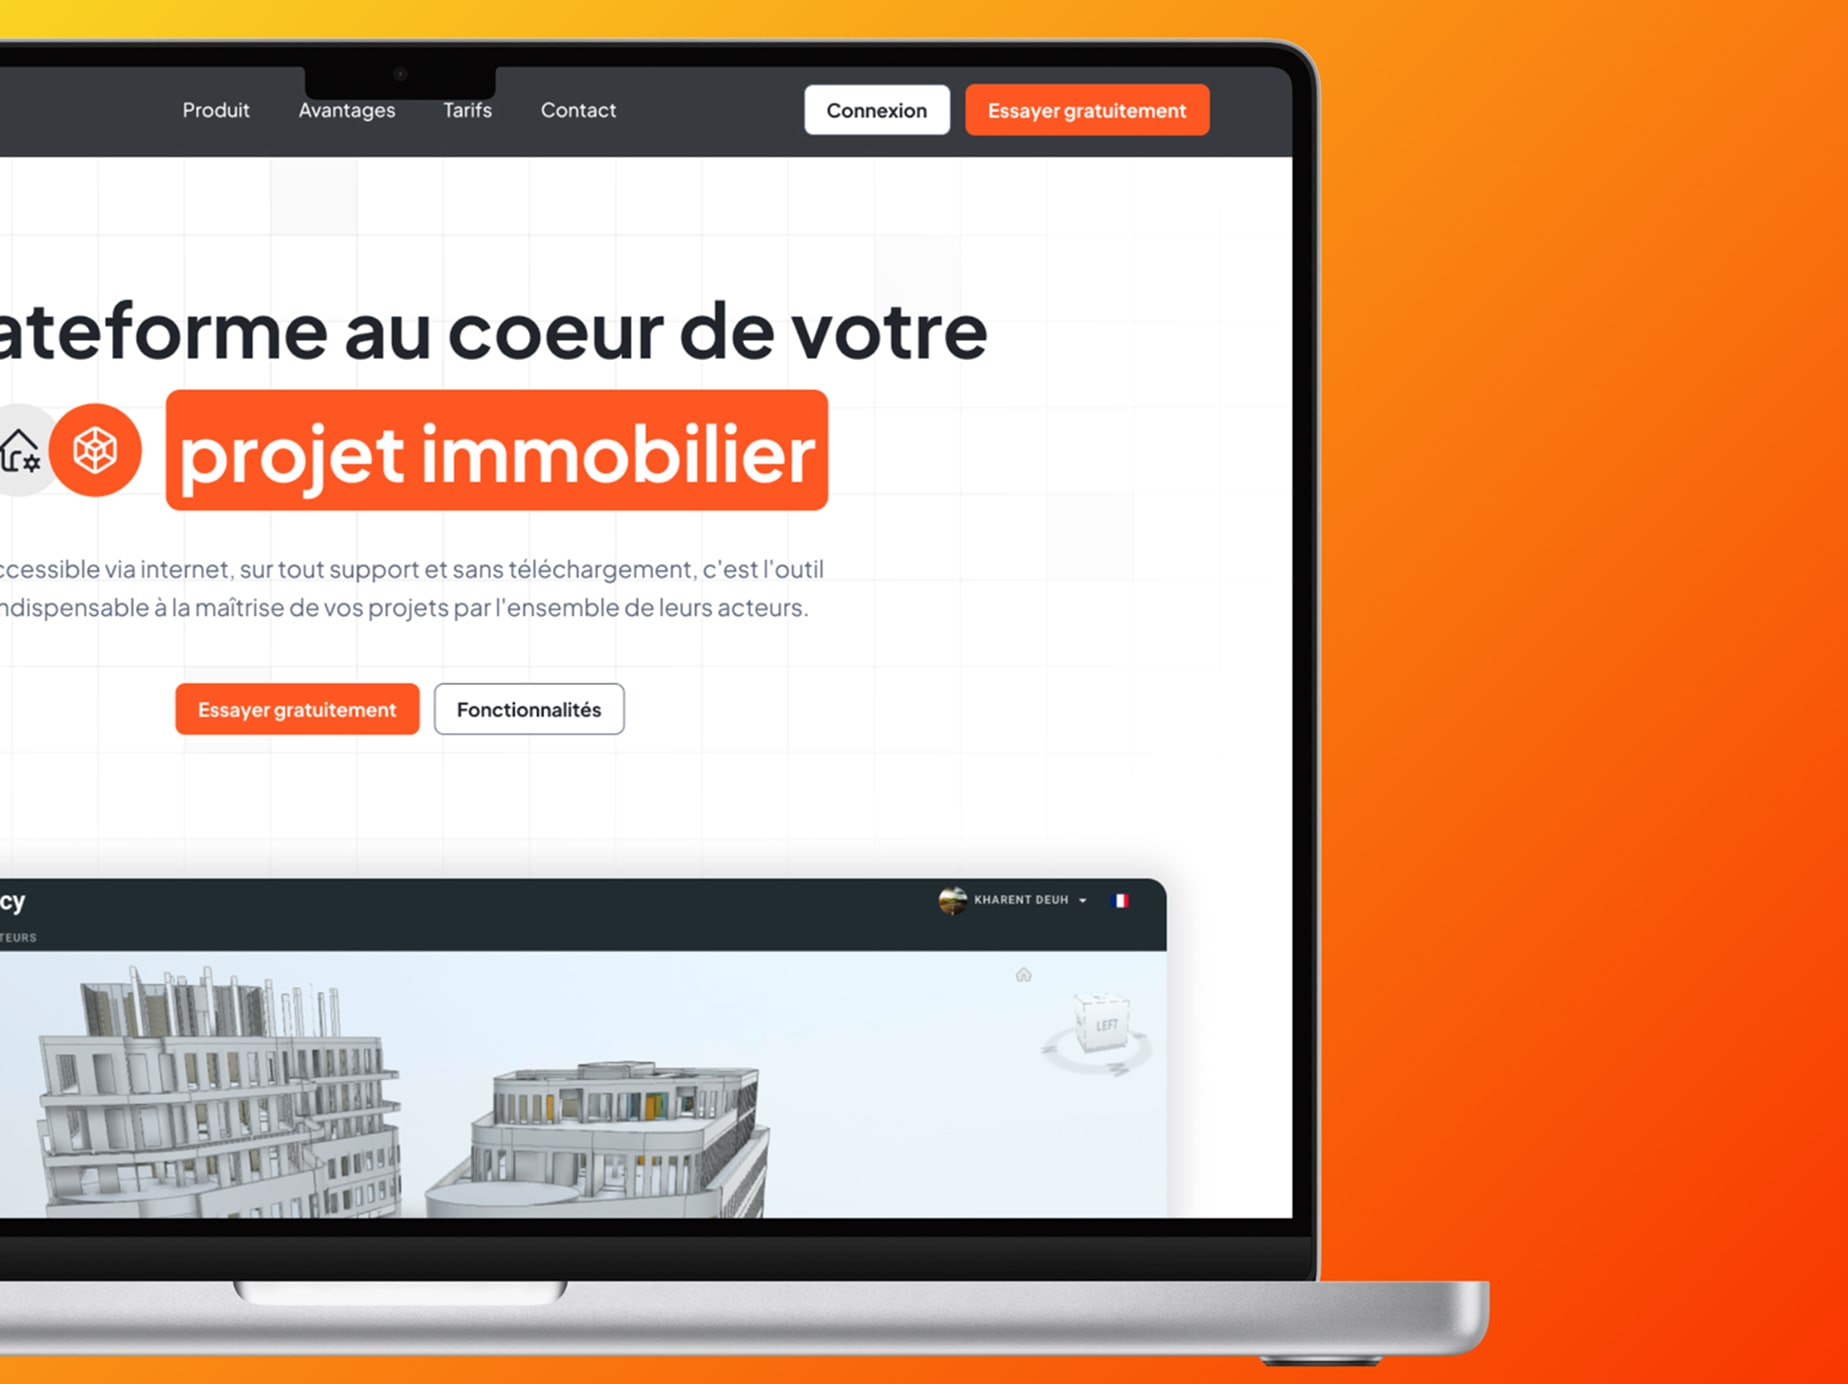 Produit Avantages Tarifs Contact Connexion Essayer gratuitement
ateforme au coeur de votre
projet immobilier
ccessible via internet, sur tout support et sans téléchargement, c'est l'outil
ndispensable à la maîtrise de vos projets par l'ensemble de leurs acteurs.
Essayer gratuitement Fonctionnalités
cy KHARENT DEUH
TEURS
LEFT